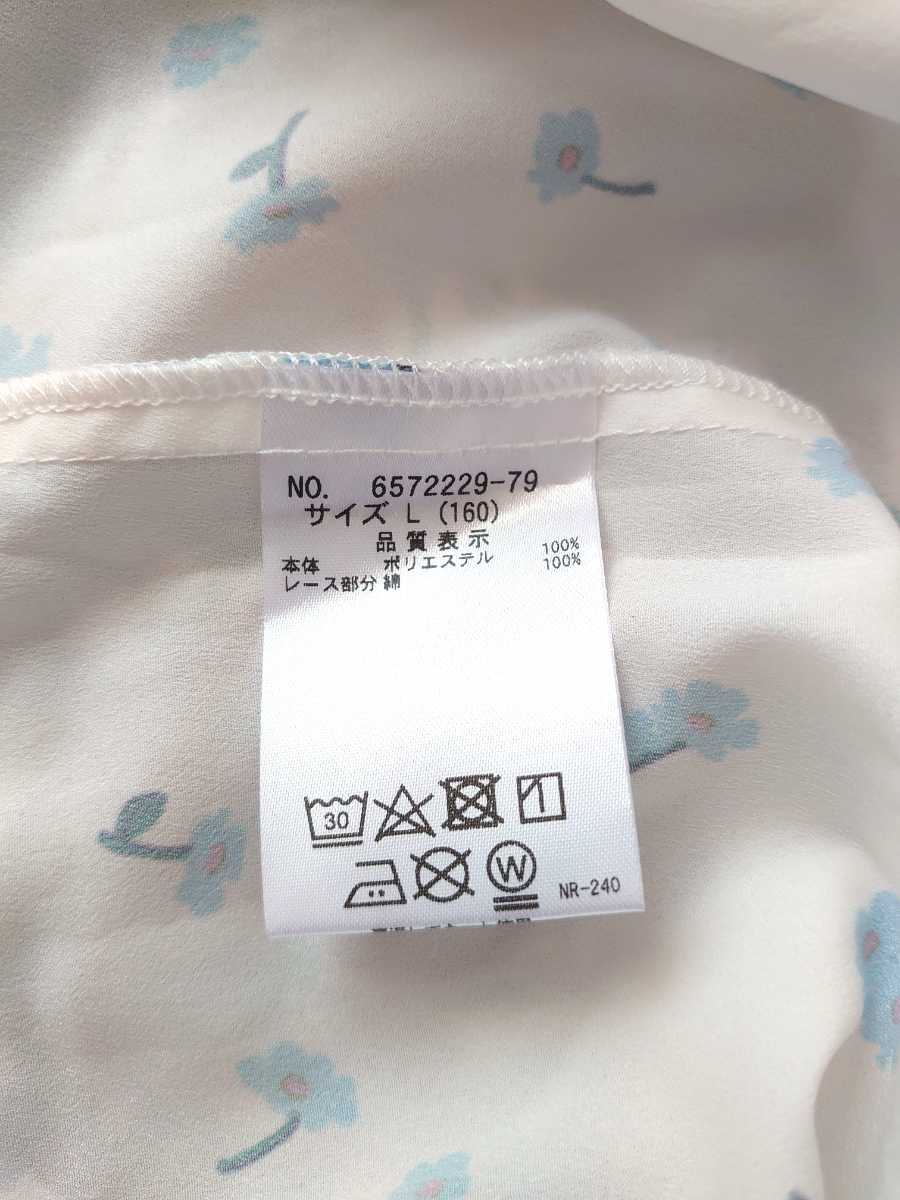 NO. 6572229-79
サイズ L (160)
品質表示
本体 ポリエステル 100%
レース部分 綿 100%
30
W
NR-240